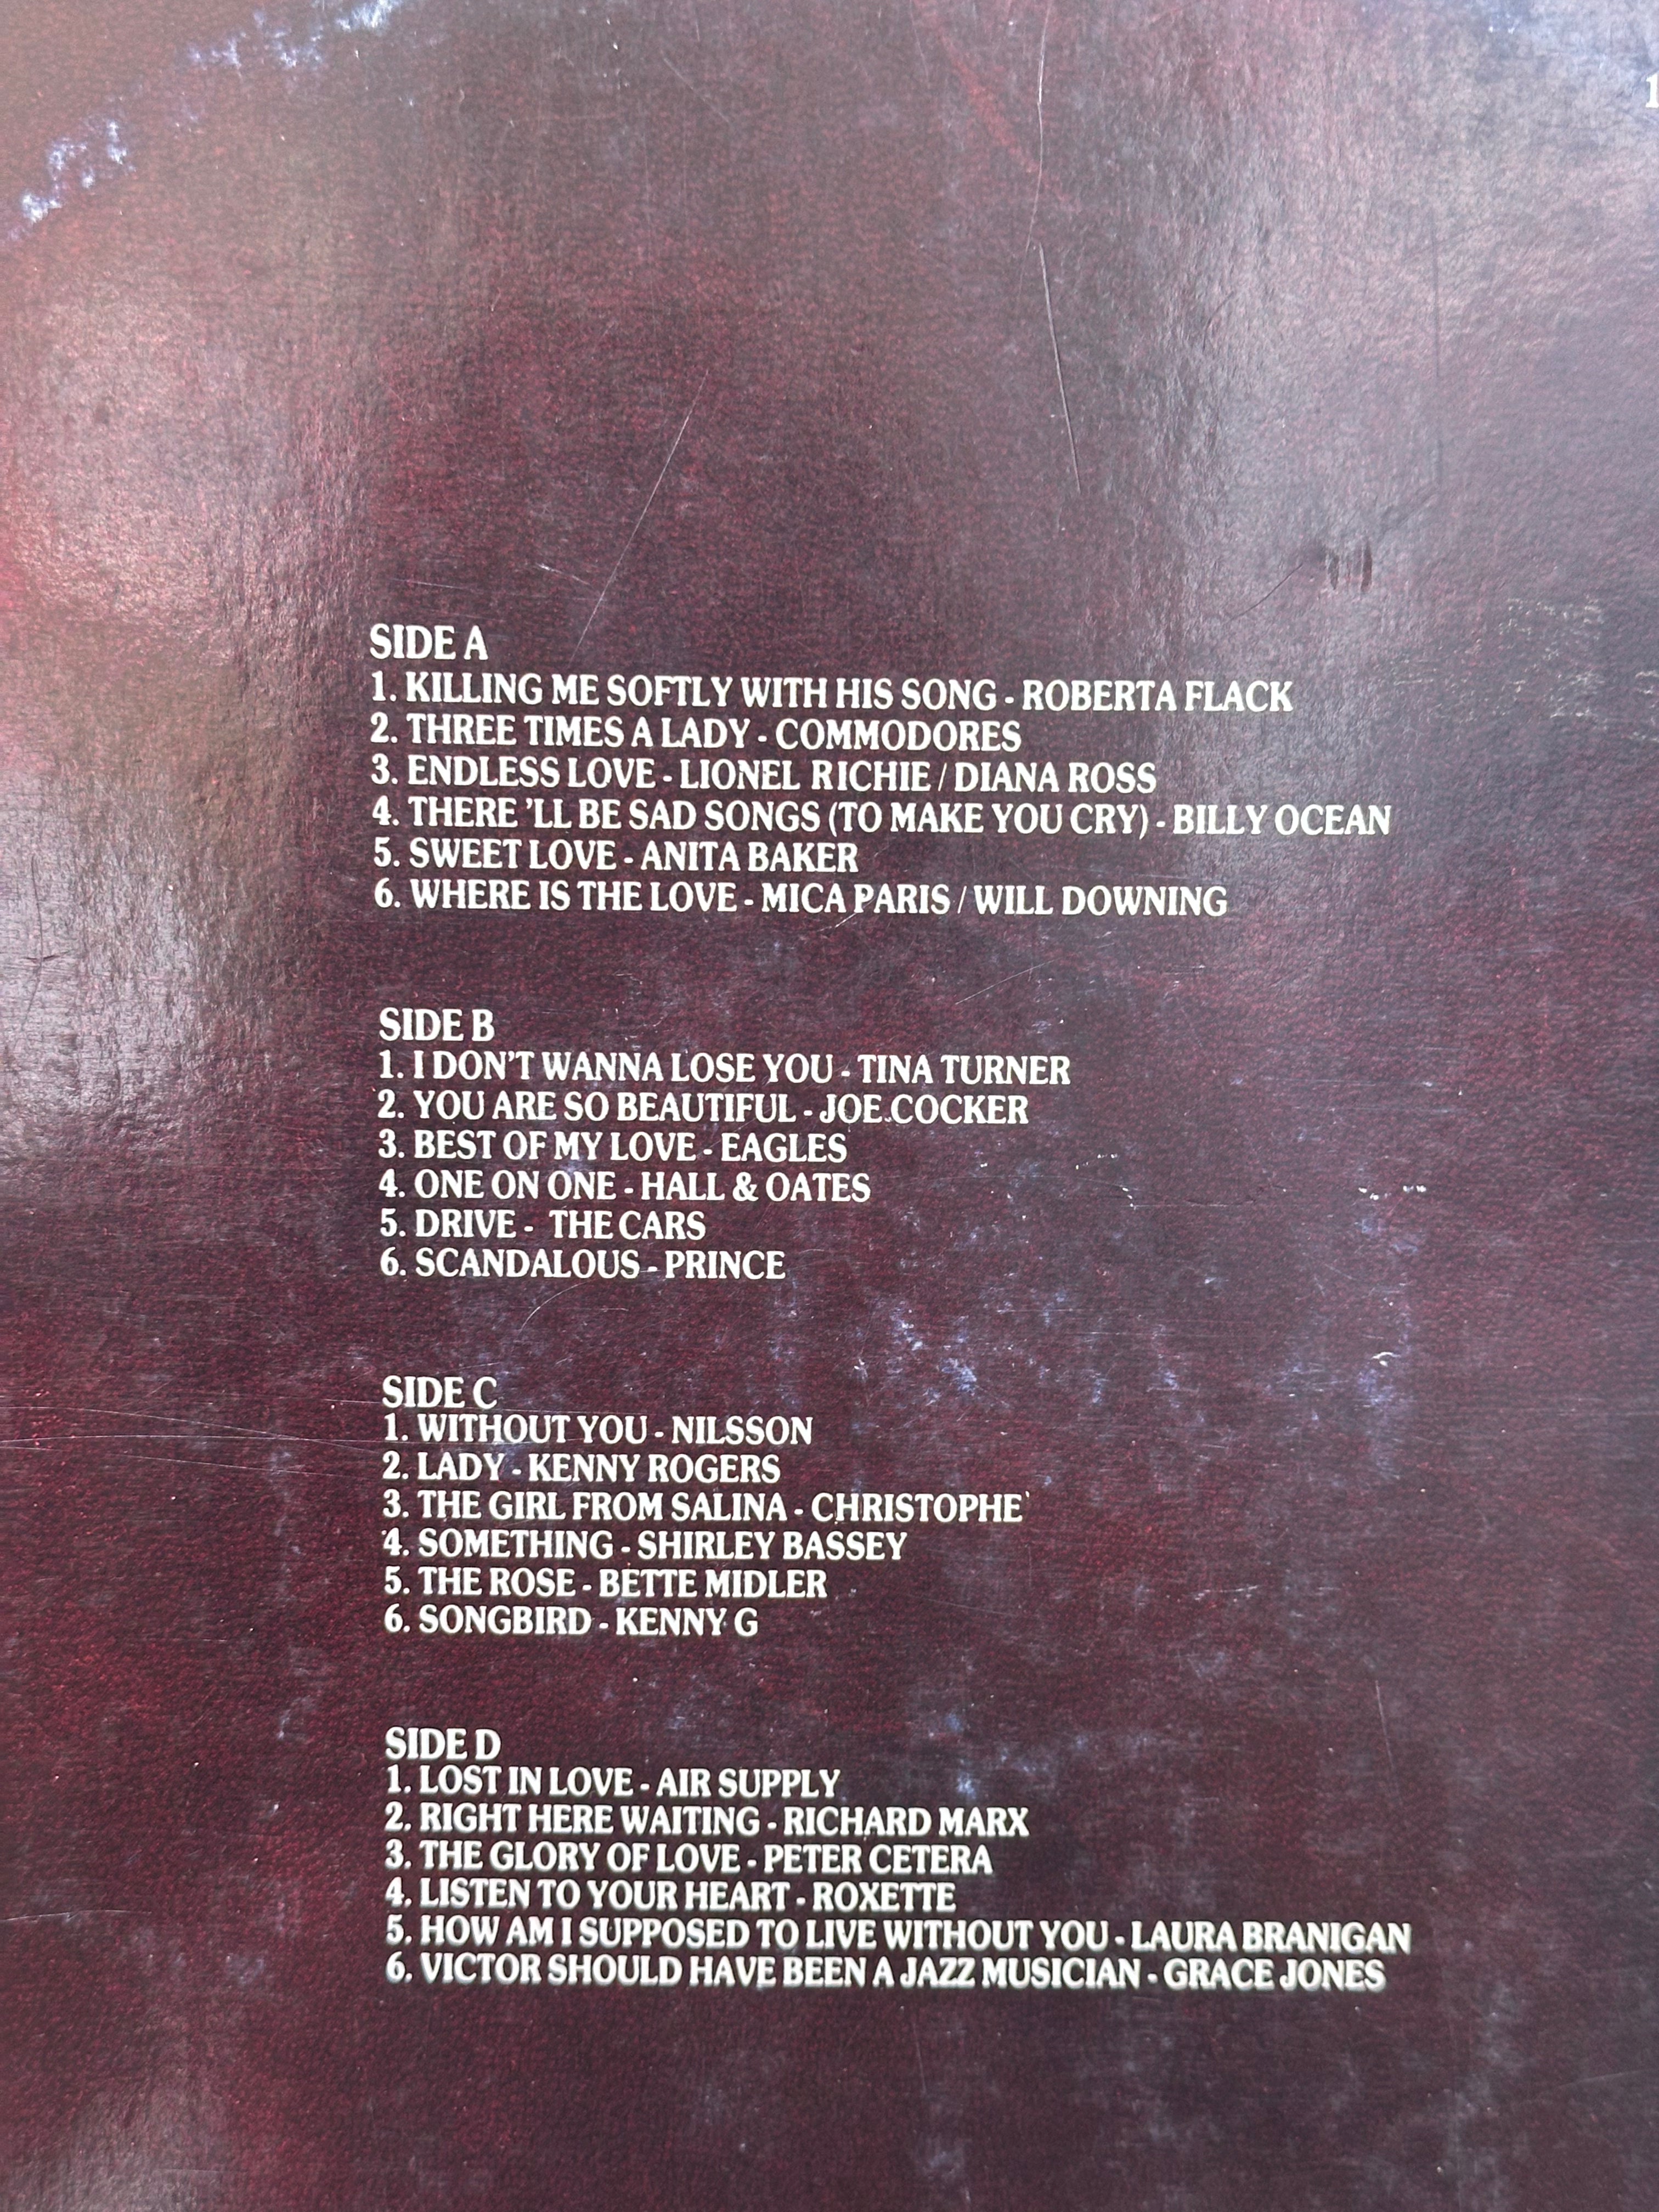 1
SIDE A
1. KILLING ME SOFTLY WITH HIS SONG - ROBERTA FLACK
2. THREE TIMES A LADY - COMMODORES
3. ENDLESS LOVE - LIONEL RICHIE / DIANA ROSS
4. THERE 'LL BE SAD SONGS (TO MAKE YOU CRY) - BILLY OCEAN
5. SWEET LOVE - ANITA BAKER
6. WHERE IS THE LOVE - MICA PARIS / WILL DOWNING
SIDE B
1. I DON'T WANNA LOSE YOU - TINA TURNER
2. YOU ARE SO BEAUTIFUL - JOE COCKER
3. BEST OF MY LOVE - EAGLES
4. ONE ON ONE - HALL & OATES
5. DRIVE - THE CARS
6. SCANDALOUS - PRINCE
SIDE C
1. WITHOUT YOU - NILSSON
2. LADY - KENNY ROGERS
3. THE GIRL FROM SALINA - CHRISTOPHE
4. SOMETHING - SHIRLEY BASSEY
5. THE ROSE - BETTE MIDLER
6. SONGBIRD - KENNY G
SIDE D
1. LOST IN LOVE - AIR SUPPLY
2. RIGHT HERE WAITING - RICHARD MARX
3. THE GLORY OF LOVE - PETER CETERA
4. LISTEN TO YOUR HEART - ROXETTE
5. HOW AM I SUPPOSED TO LIVE WITHOUT YOU - LAURA BRANIGAN
6. VICTOR SHOULD HAVE BEEN A JAZZ MUSICIAN - GRACE JONES